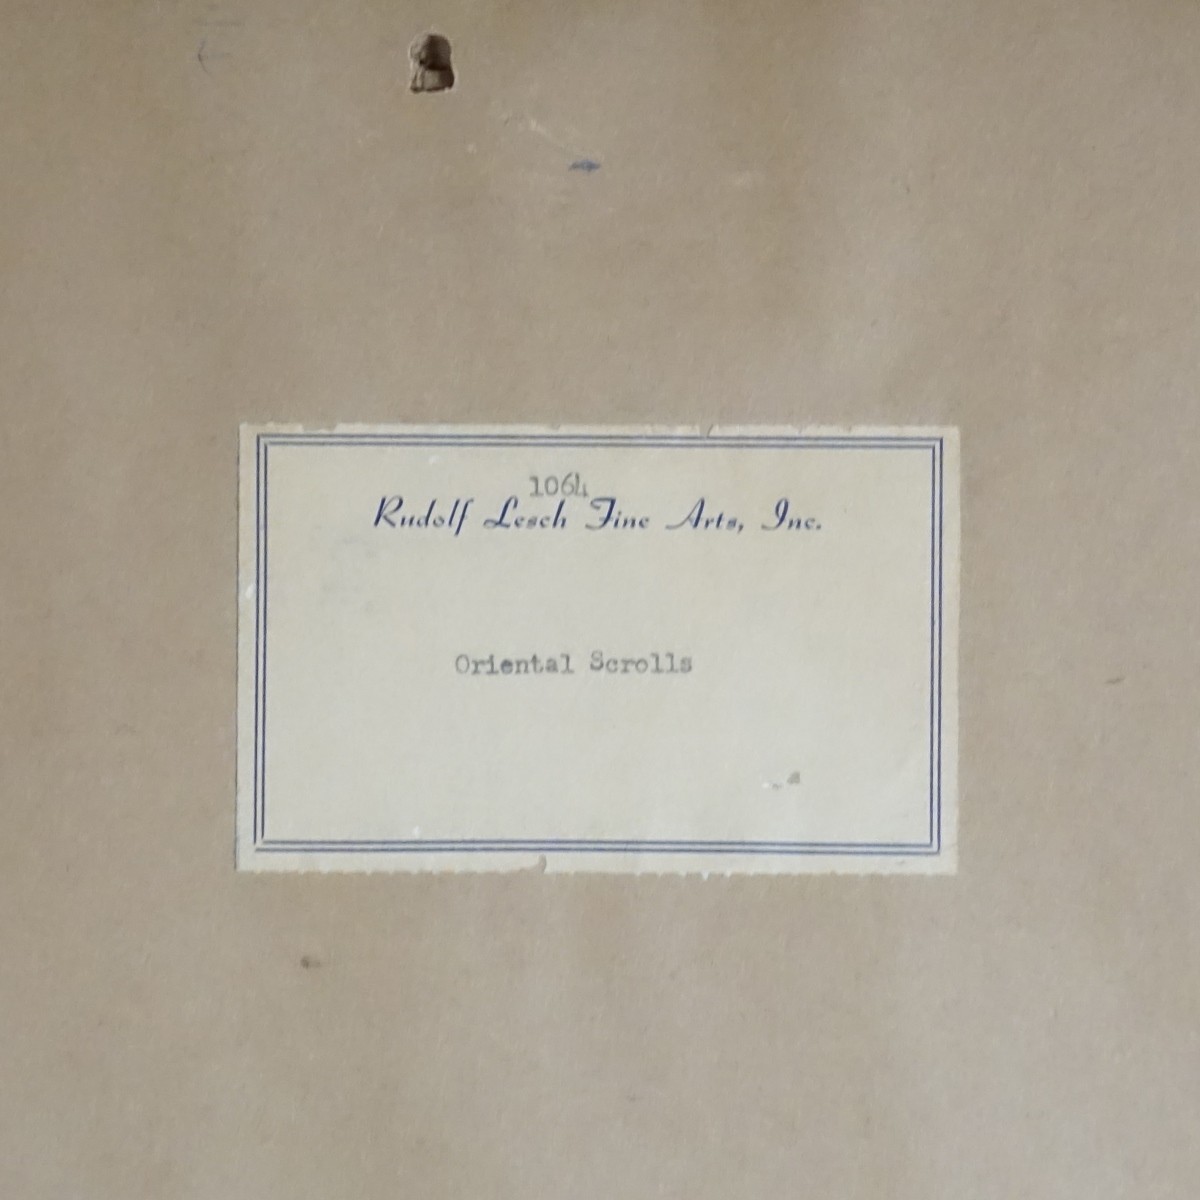 1064
Rudolf Lesch Fine Arts, Inc.
Oriental Scrolls